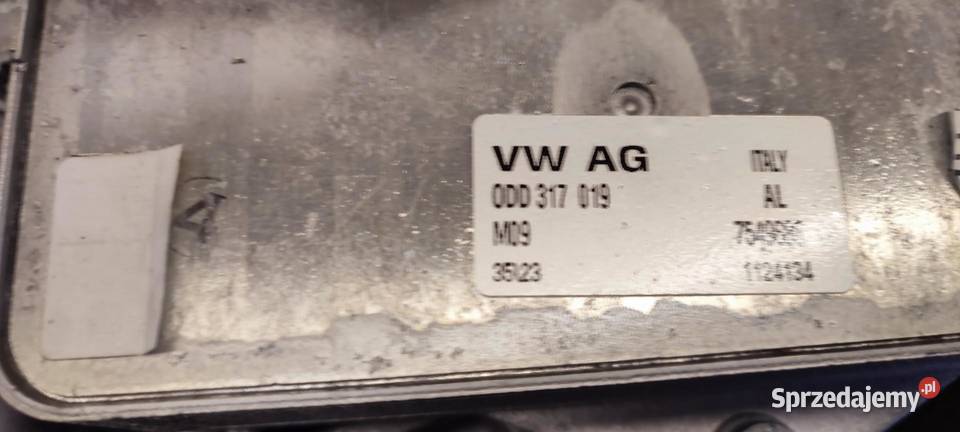 VW AG ITALY
0DD 317 019 AL
M09
35\23 1124134
Sprzedajemy.pl